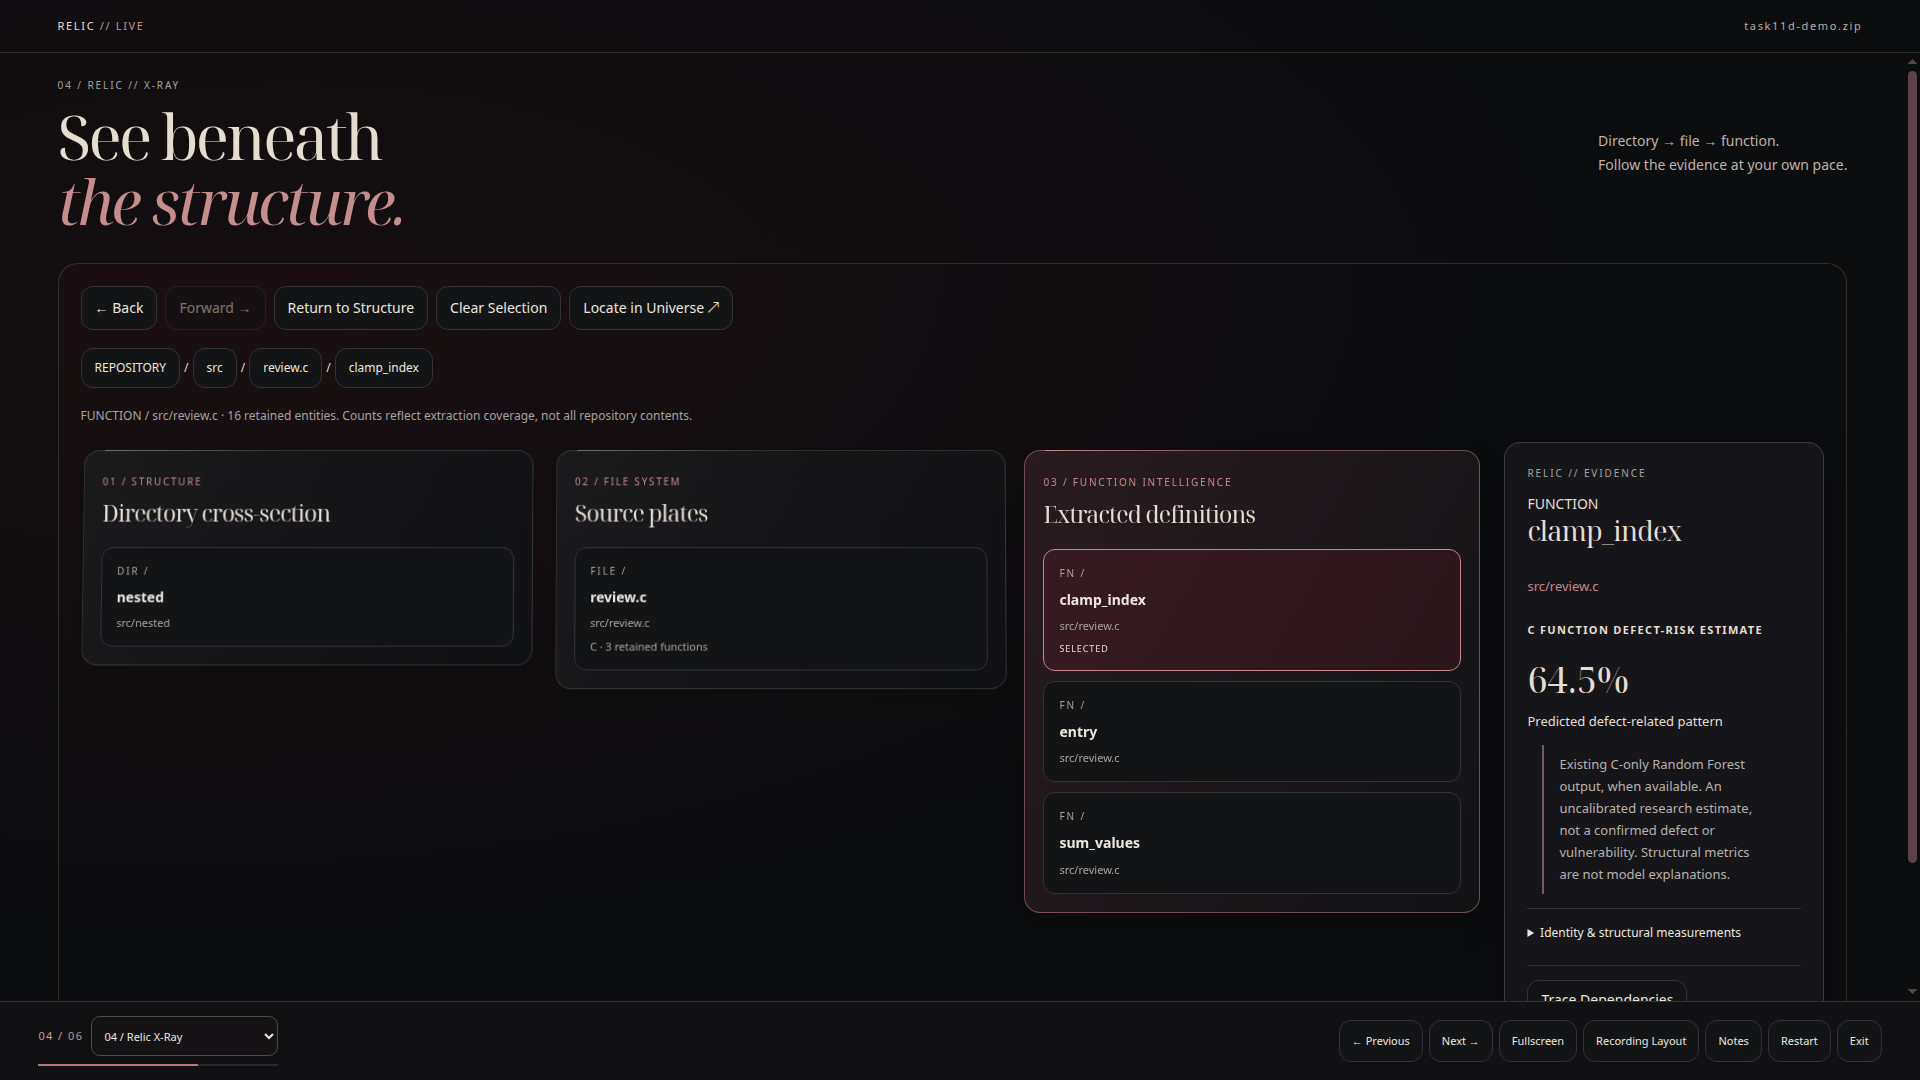 RELIC // LIVE
task11d-demo.zip
04 / RELIC // X-RAY
See beneath
the structure.
Directory → file → function.
Follow the evidence at your own pace.
← Back
Forward →
Return to Structure
Clear Selection
Locate in Universe ↗
REPOSITORY / src / review.c / clamp_index
FUNCTION / src/review.c · 16 retained entities. Counts reflect extraction coverage, not all repository contents.
01 / STRUCTURE
Directory cross-section
DIR /
nested
src/nested
02 / FILE SYSTEM
Source plates
FILE /
review.c
src/review.c
C · 3 retained functions
03 / FUNCTION INTELLIGENCE
Extracted definitions
FN /
clamp_index
src/review.c
SELECTED
FN /
entry
src/review.c
FN /
sum_values
src/review.c
RELIC // EVIDENCE
FUNCTION
clamp_index
src/review.c
C FUNCTION DEFECT-RISK ESTIMATE
64.5%
Predicted defect-related pattern
Existing C-only Random Forest
output, when available. An
uncalibrated research estimate,
not a confirmed defect or
vulnerability. Structural metrics
are not model explanations.
▶ Identity & structural measurements
Trace Dependencies
04 / 06
04 / Relic X-Ray
← Previous
Next →
Fullscreen
Recording Layout
Notes
Restart
Exit